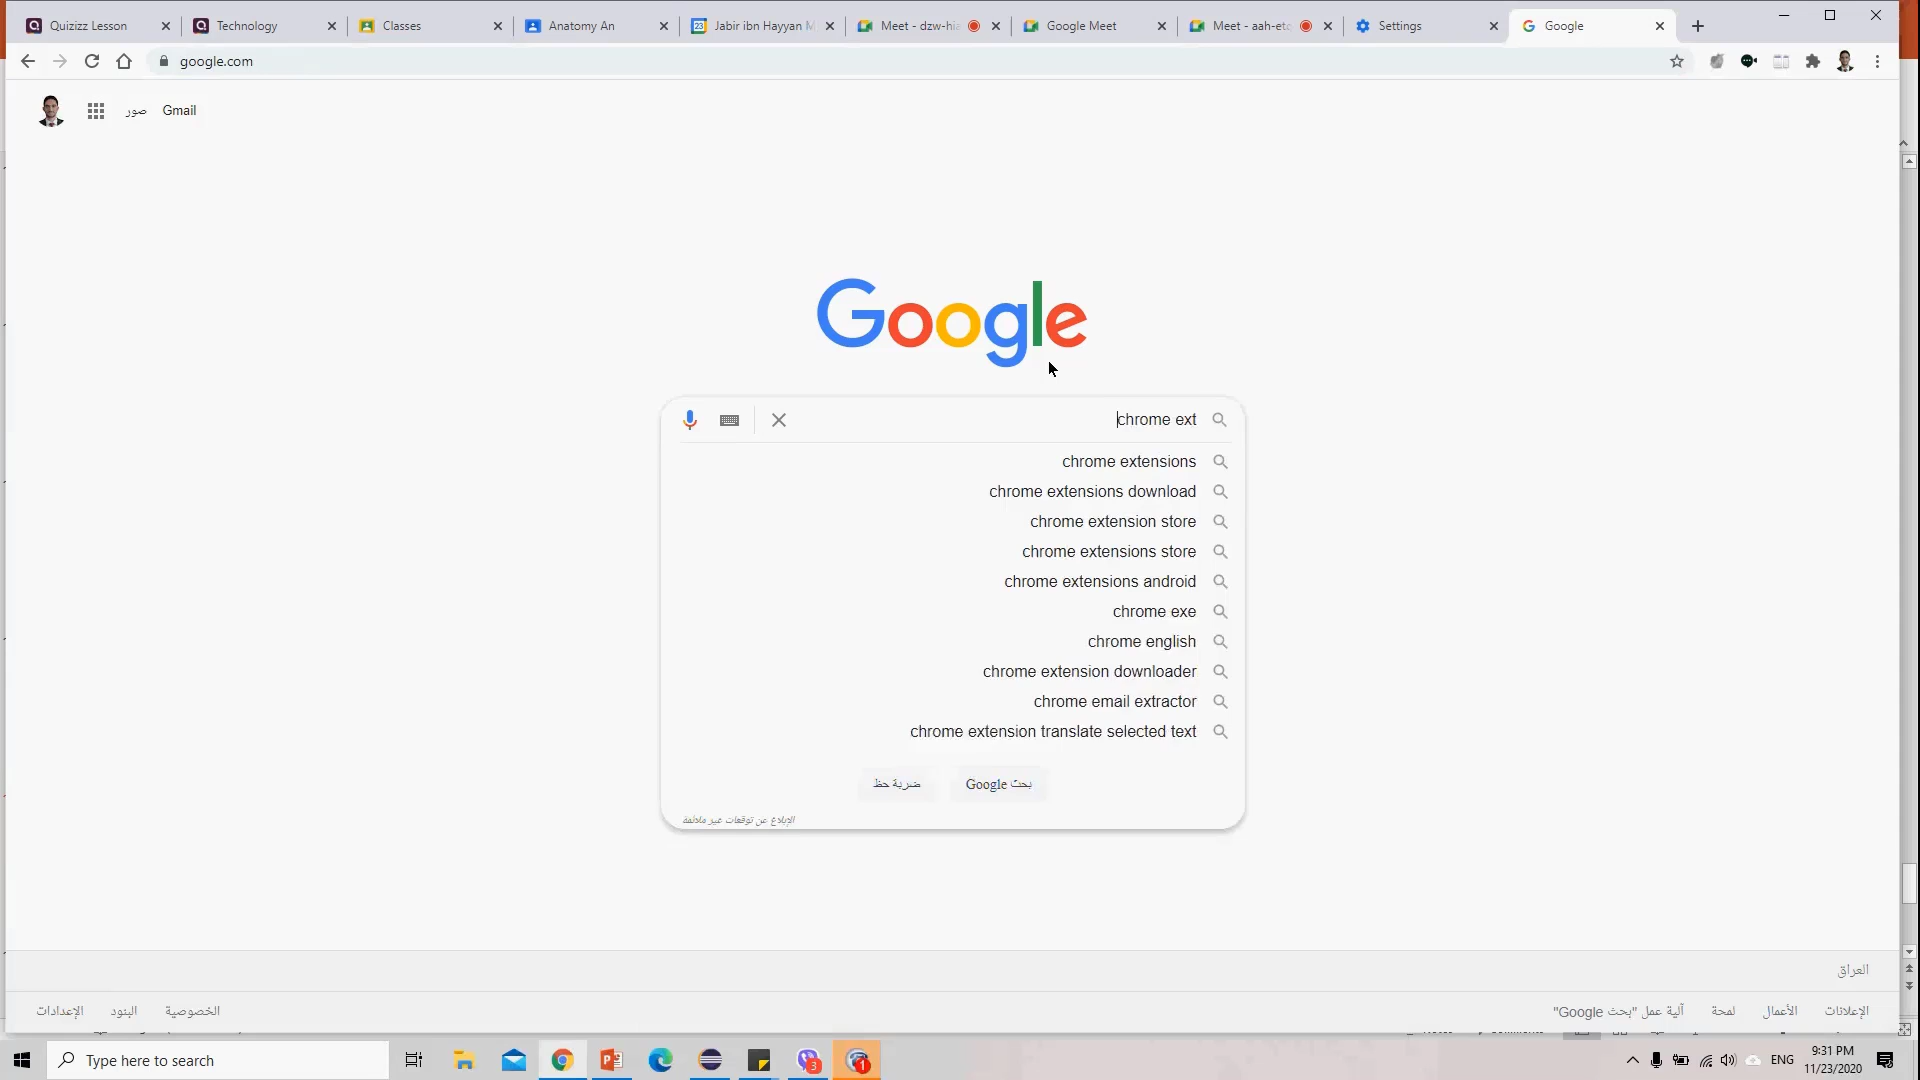 Quizizz Lesson
Technology
Classes
Anatomy An
Jabir ibn Hayyan M
Meet - dzw-hia
Google Meet
Meet - aah-eto
Settings
Google
google.com
صور
Gmail
Google
chrome ext
chrome extensions
chrome extensions download
chrome extension store
chrome extensions store
chrome extensions android
chrome exe
chrome english
chrome extension downloader
chrome email extractor
chrome extension translate selected text
بحث Google
ضربة حظ
الإبلاغ عن توقعات غير ملائمة
العراق
الإعلانات
الأعمال
لمحة
آلية عمل "بحث Google"
الخصوصية
البنود
الإعدادات
Type here to search
3
1
ENG
9:31 PM
11/23/2020